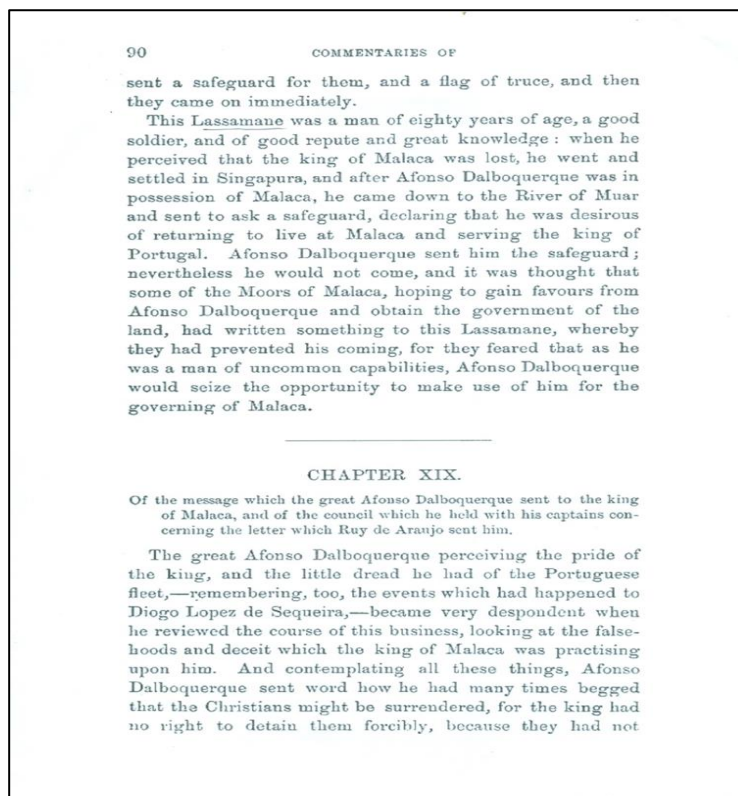 90 COMMENTARIES OF
sent a safeguard for them, and a flag of truce, and then
they came on immediately.
This Lassamane was a man of eighty years of age, a good
soldier, and of good repute and great knowledge : when he
perceived that the king of Malaca was lost, he went and
settled in Singapura, and after Afonso Dalboquerque was in
possession of Malaca, he came down to the River of Muar
and sent to ask a safeguard, declaring that he was desirous
of returning to live at Malaca and serving the king of
Portugal. Afonso Dalboquerque sent him the safeguard ;
nevertheless he would not come, and it was thought that
some of the Moors of Malaca, hoping to gain favours from
Afonso Dalboquerque and obtain the government of the
land, had written something to this Lassamane, whereby
they had prevented his coming, for they feared that as he
was a man of uncommon capabilities, Afonso Dalboquerque
would seize the opportunity to make use of him for the
governing of Malaca.
CHAPTER XIX.
Of the message which the great Afonso Dalboquerque sent to the king
of Malaca, and of the council which he held with his captains con-
cerning the letter which Ruy de Araujo sent him.
The great Afonso Dalboquerque perceiving the pride of
the king, and the little dread he had of the Portuguese
fleet,—remembering, too, the events which had happened to
Diogo Lopez de Sequeira,—became very despondent when
he reviewed the course of this business, looking at the false-
hoods and deceit which the king of Malaca was practising
upon him. And contemplating all these things, Afonso
Dalboquerque sent word how he had many times begged
that the Christians might be surrendered, for the king had
no right to detain them forcibly, because they had not